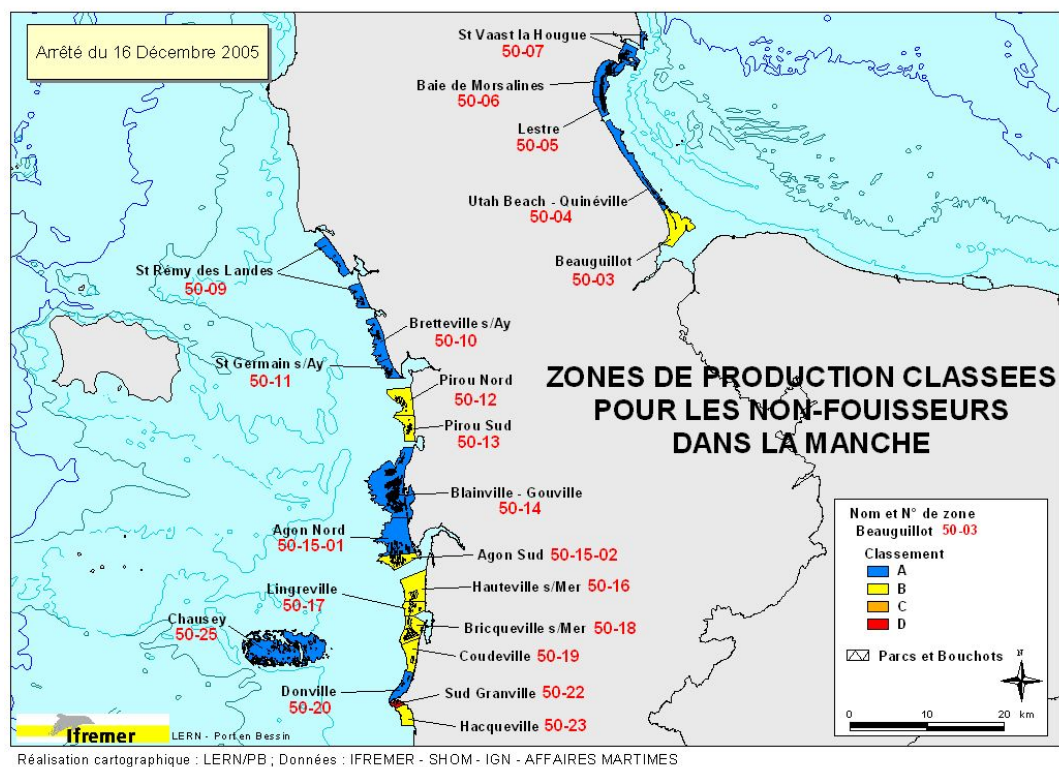 Arrêté du 16 Décembre 2005
St Vaast la Hougue
50-07
Baie de Morsalines
50-06
Lestre
50-05
Utah Beach - Quinéville
50-04
Beauguillot
50-03
St Rémy des Landes
50-09
Bretteville s/Ay
50-10
St Germain s/Ay
50-11
Pirou Nord
50-12
Pirou Sud
50-13
ZONES DE PRODUCTION CLASSEES
POUR LES NON-FOUISSEURS
DANS LA MANCHE
Blainville - Gouville
50-14
Agon Nord
50-15-01
Agon Sud 50-15-02
Hauteville s/Mer 50-16
Lingreville
50-17
Bricqueville s/Mer 50-18
Chausey
50-25
Coudeville 50-19
Donville
50-20
Sud Granville 50-22
Hacqueville 50-23
Nom et N° de zone
Beauguillot 50-03
Classement
A
B
C
D
Parcs et Bouchots
N
0 10 20 km
Ifremer
LERN - Port en Bessin
Réalisation cartographique : LERN/PB ; Données : IFREMER - SHOM - IGN - AFFAIRES MARTIMES